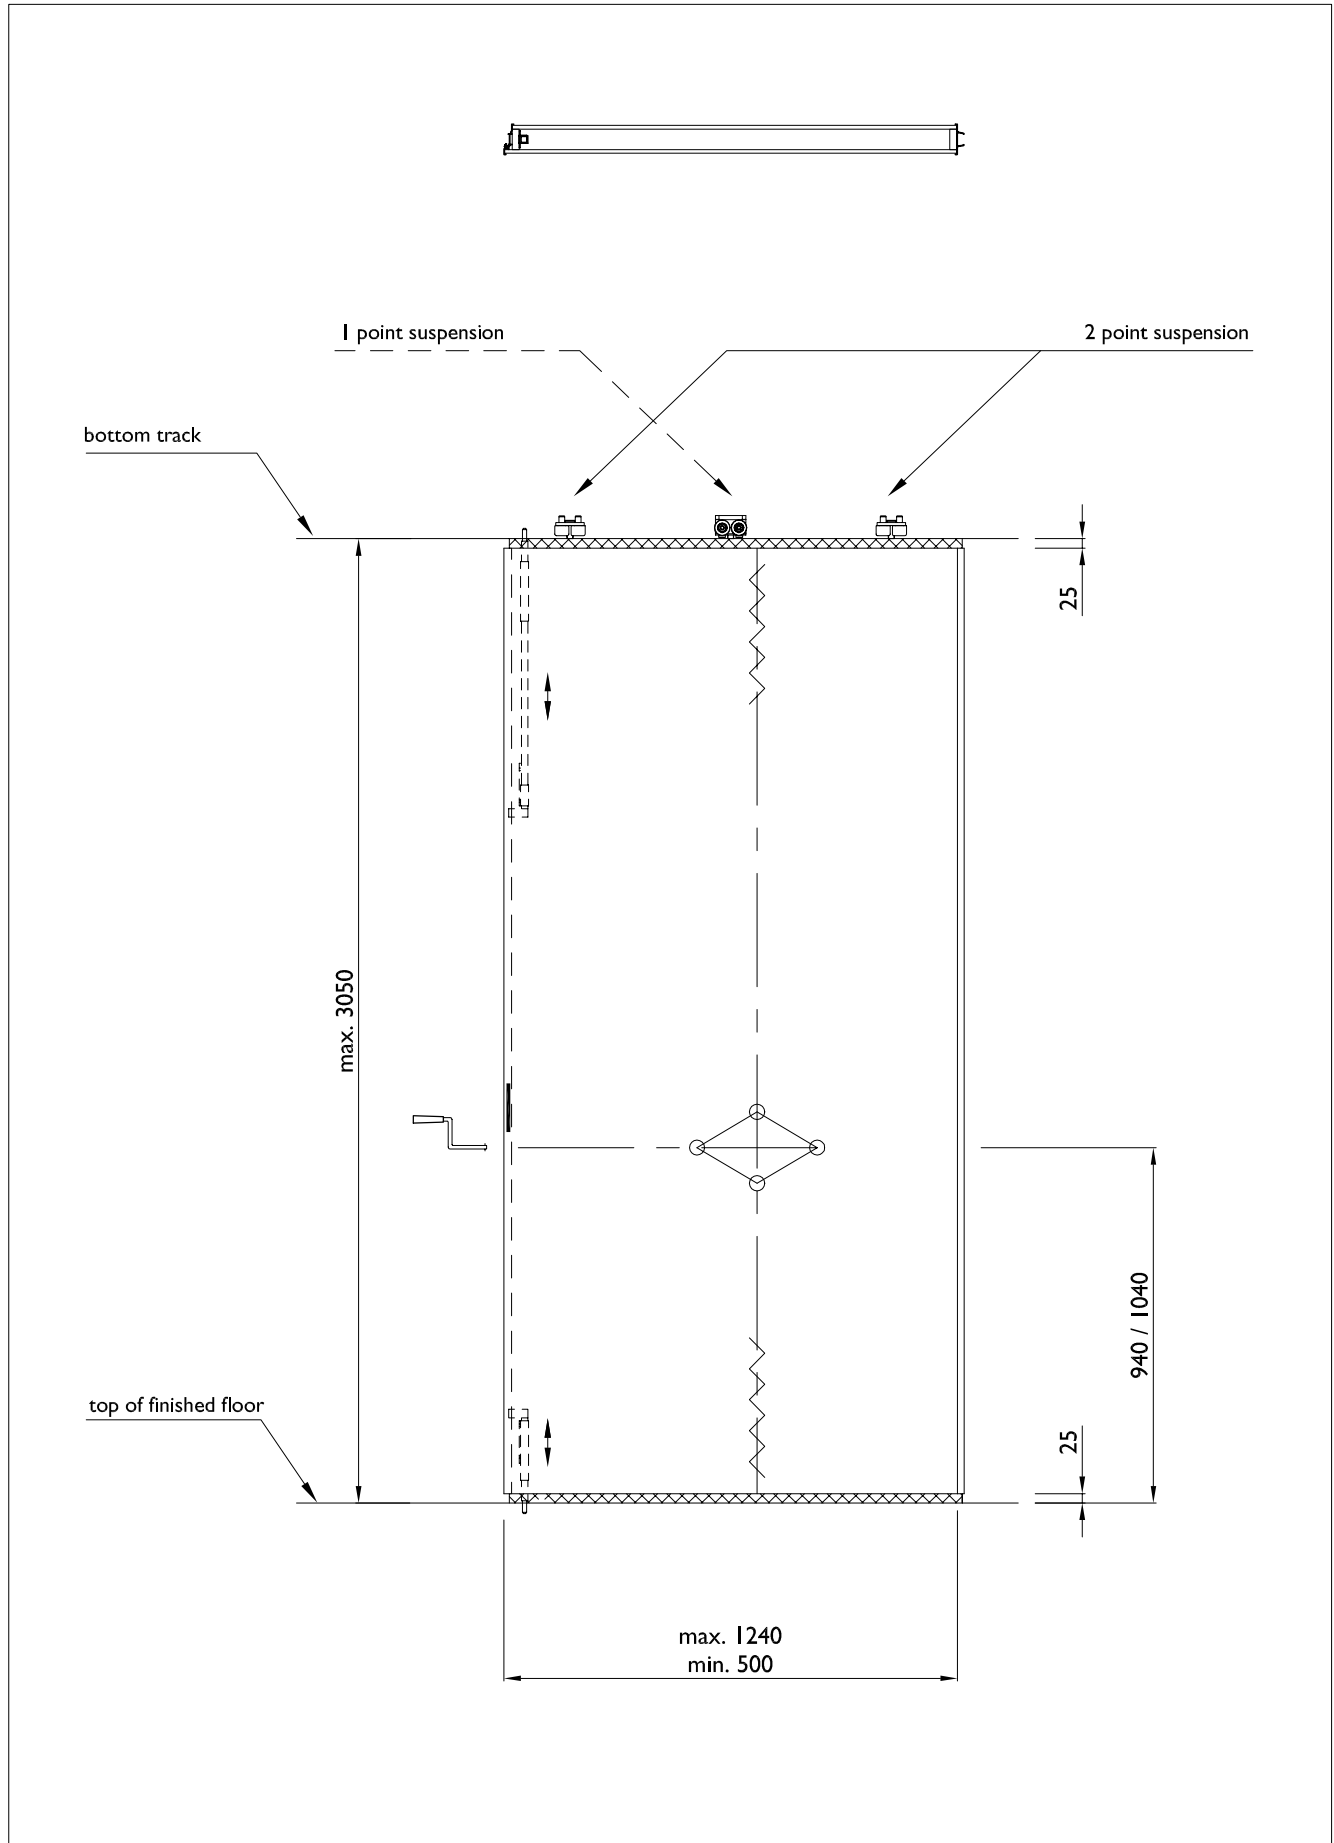 1 point suspension
2 point suspension
bottom track
25
max. 3050
940 / 1040
top of finished floor
25
max. 1240
min. 500